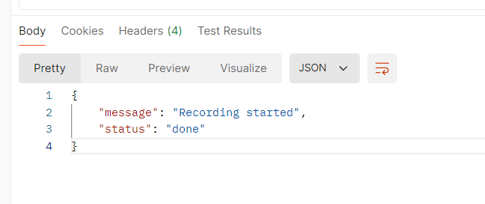 Body Cookies Headers (4) Test Results
Pretty Raw Preview Visualize JSON
1 {
2 "message": "Recording started",
3 "status": "done"
4 }